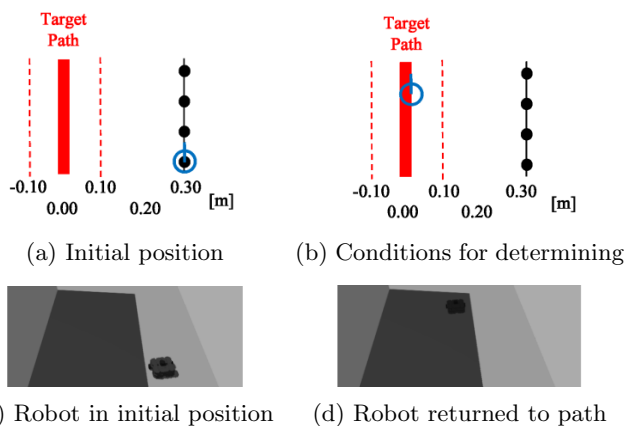 Target
Path
-0.10
0.10
0.30
[m]
0.00
0.20
Target
Path
-0.10
0.10
0.30
[m]
0.00
0.20
(a) Initial position
(b) Conditions for determining
) Robot in initial position
(d) Robot returned to path